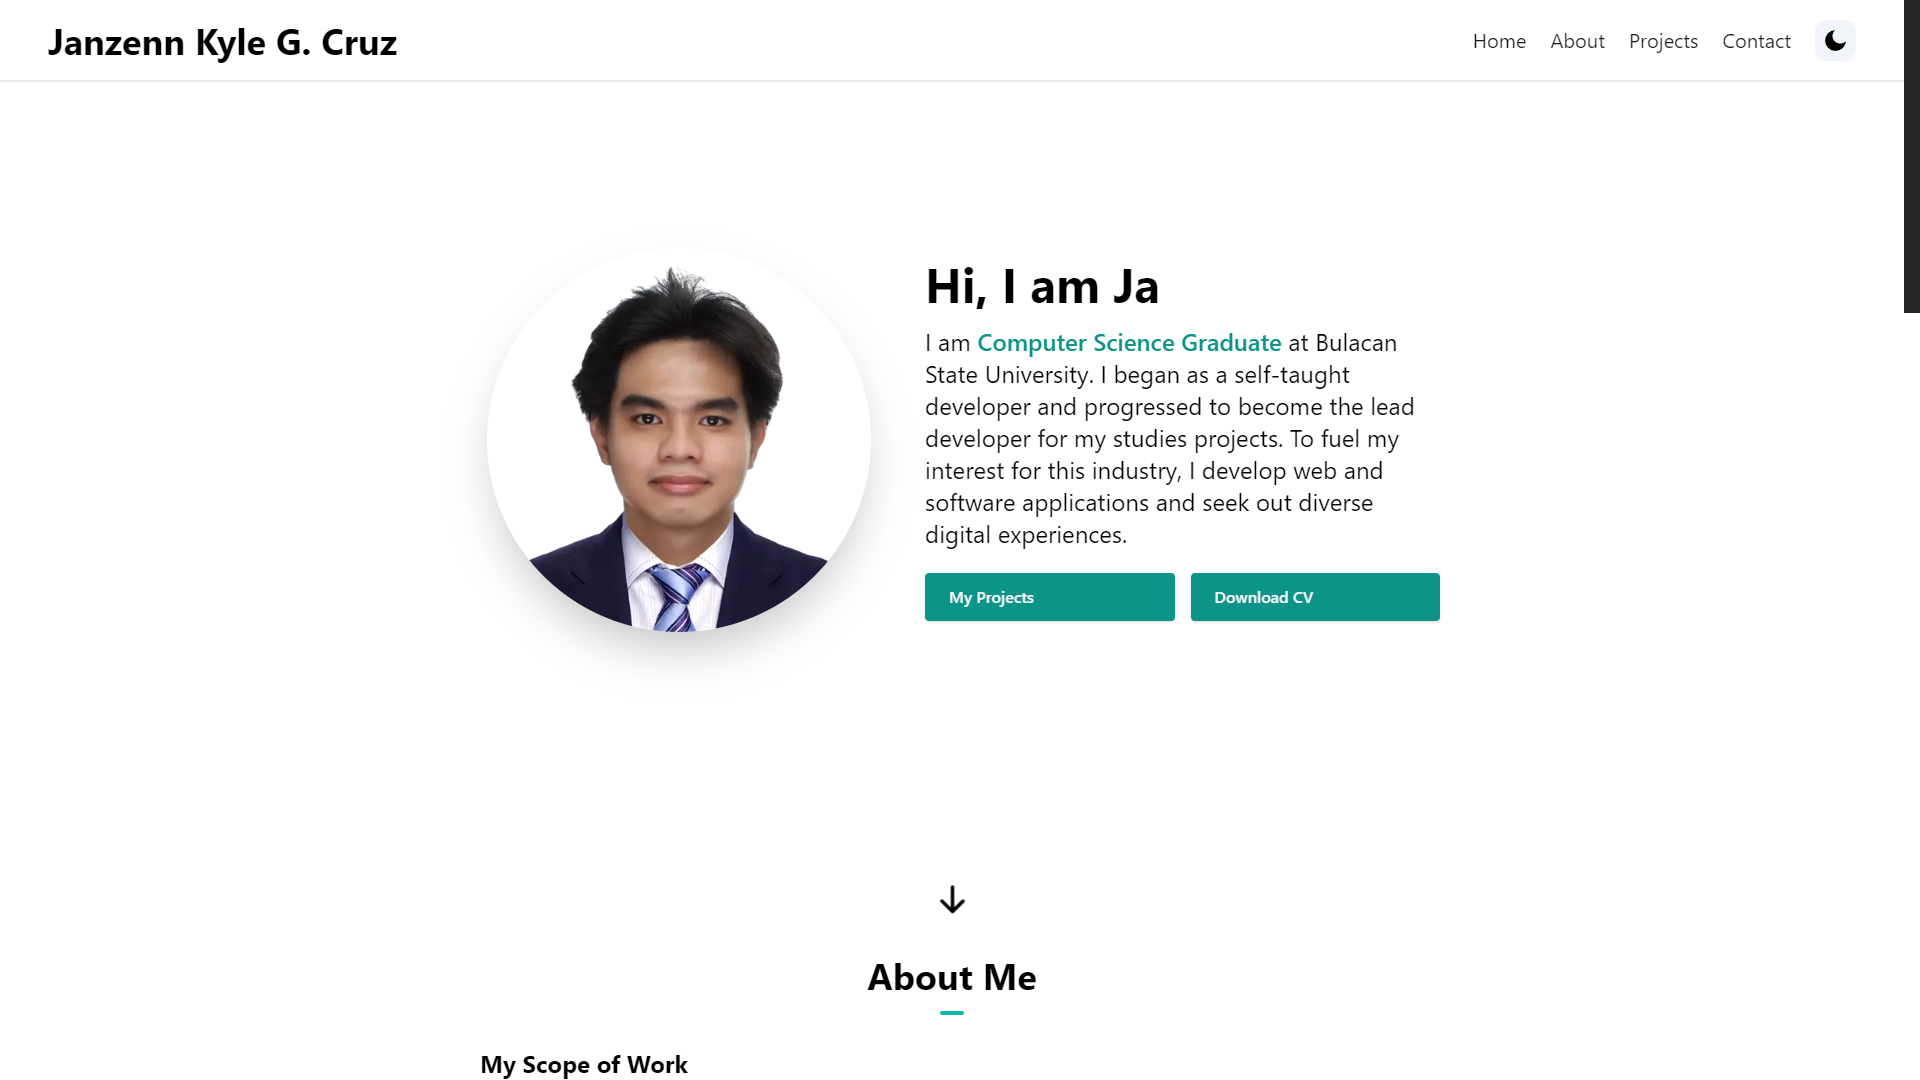 Janzenn Kyle G. Cruz
Home About Projects Contact
Hi, I am Ja
I am Computer Science Graduate at Bulacan
State University. I began as a self-taught
developer and progressed to become the lead
developer for my studies projects. To fuel my
interest for this industry, I develop web and
software applications and seek out diverse
digital experiences.
My Projects Download CV
About Me
My Scope of Work